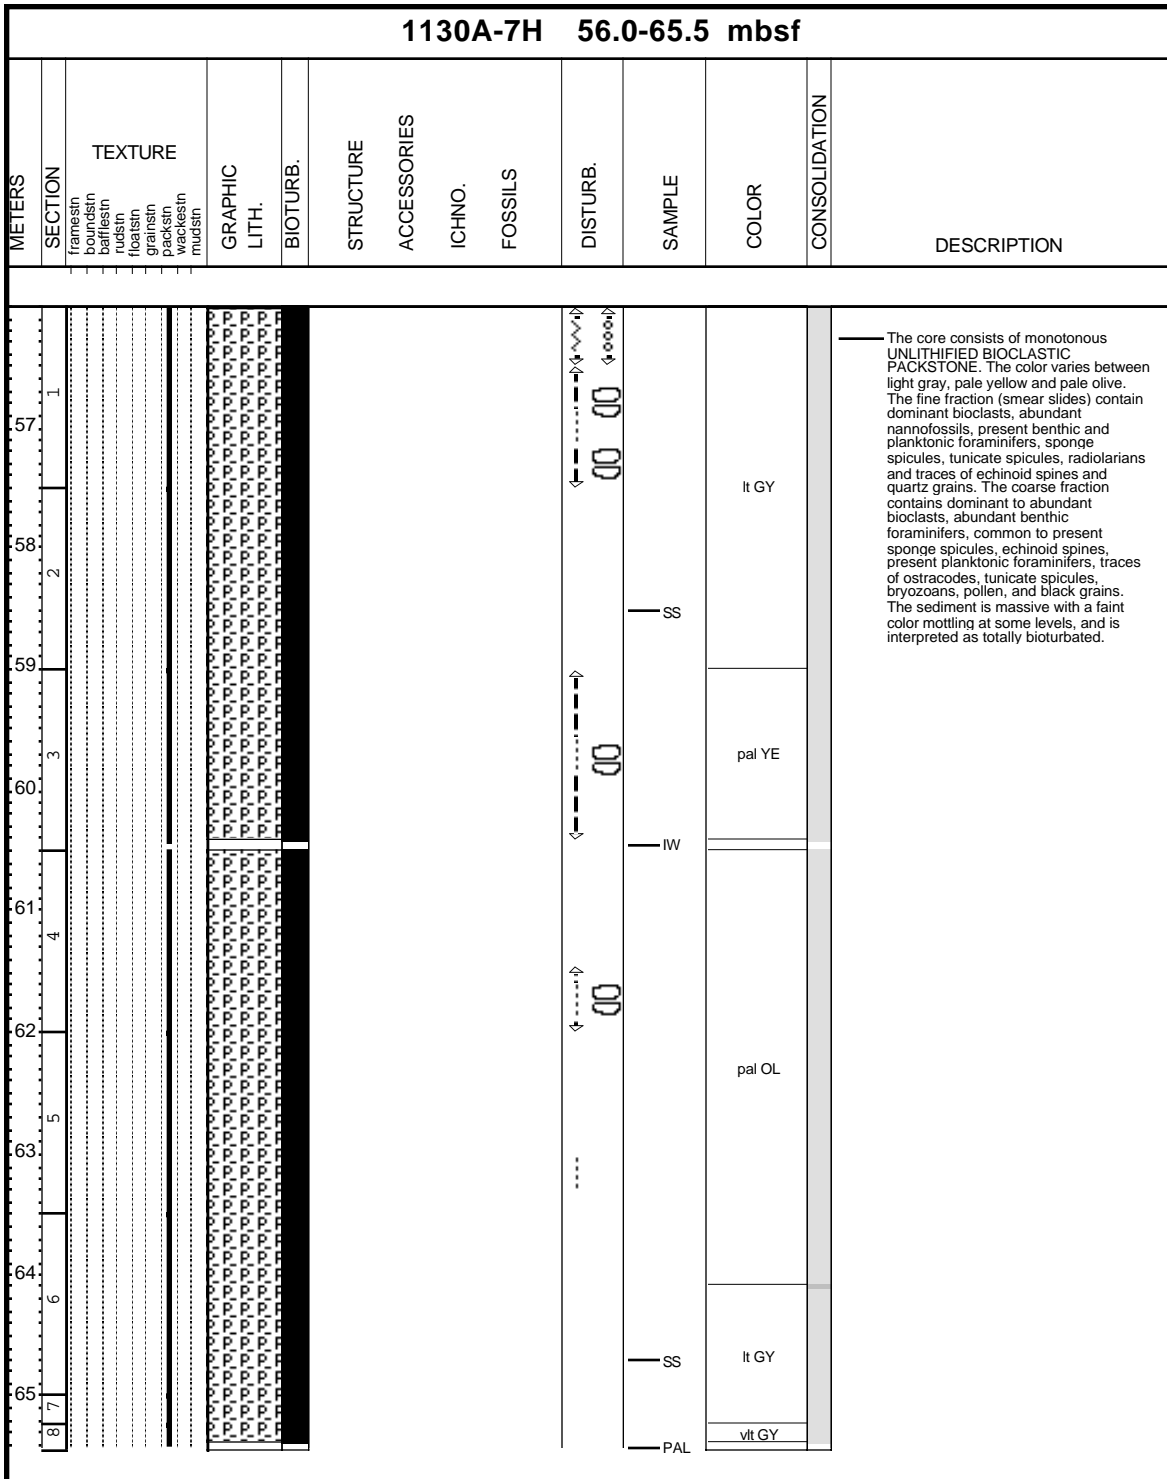 1130A-7H 56.0-65.5 mbsf
METERS
SECTION
TEXTURE
framestn
boundstn
bafflestn
rudstn
floatstn
grainstn
packstn
wackestn
mudstn
GRAPHIC
LITH.
BIOTURB.
STRUCTURE
ACCESSORIES
ICHNO.
FOSSILS
DISTURB.
SAMPLE
COLOR
CONSOLIDATION
DESCRIPTION
The core consists of monotonous
UNLITHIFIED BIOCLASTIC
PACKSTONE. The color varies between
light gray, pale yellow and pale olive.
The fine fraction (smear slides) contain
dominant bioclasts, abundant
nannofossils, present benthic and
planktonic foraminifers, sponge
spicules, tunicate spicules, radiolarians
and traces of echinoid spines and
quartz grains. The coarse fraction
contains dominant to abundant
bioclasts, abundant benthic
foraminifers, common to present
sponge spicules, echinoid spines,
present planktonic foraminifers, traces
of ostracodes, tunicate spicules,
bryozoans, pollen, and black grains.
The sediment is massive with a faint
color mottling at some levels, and is
interpreted as totally bioturbated.
1
57
lt GY
58
2
SS
59
3
pal YE
60
IW
61
4
62
pal OL
5
63
64
6
SS
lt GY
65
7
8
vlt GY
PAL